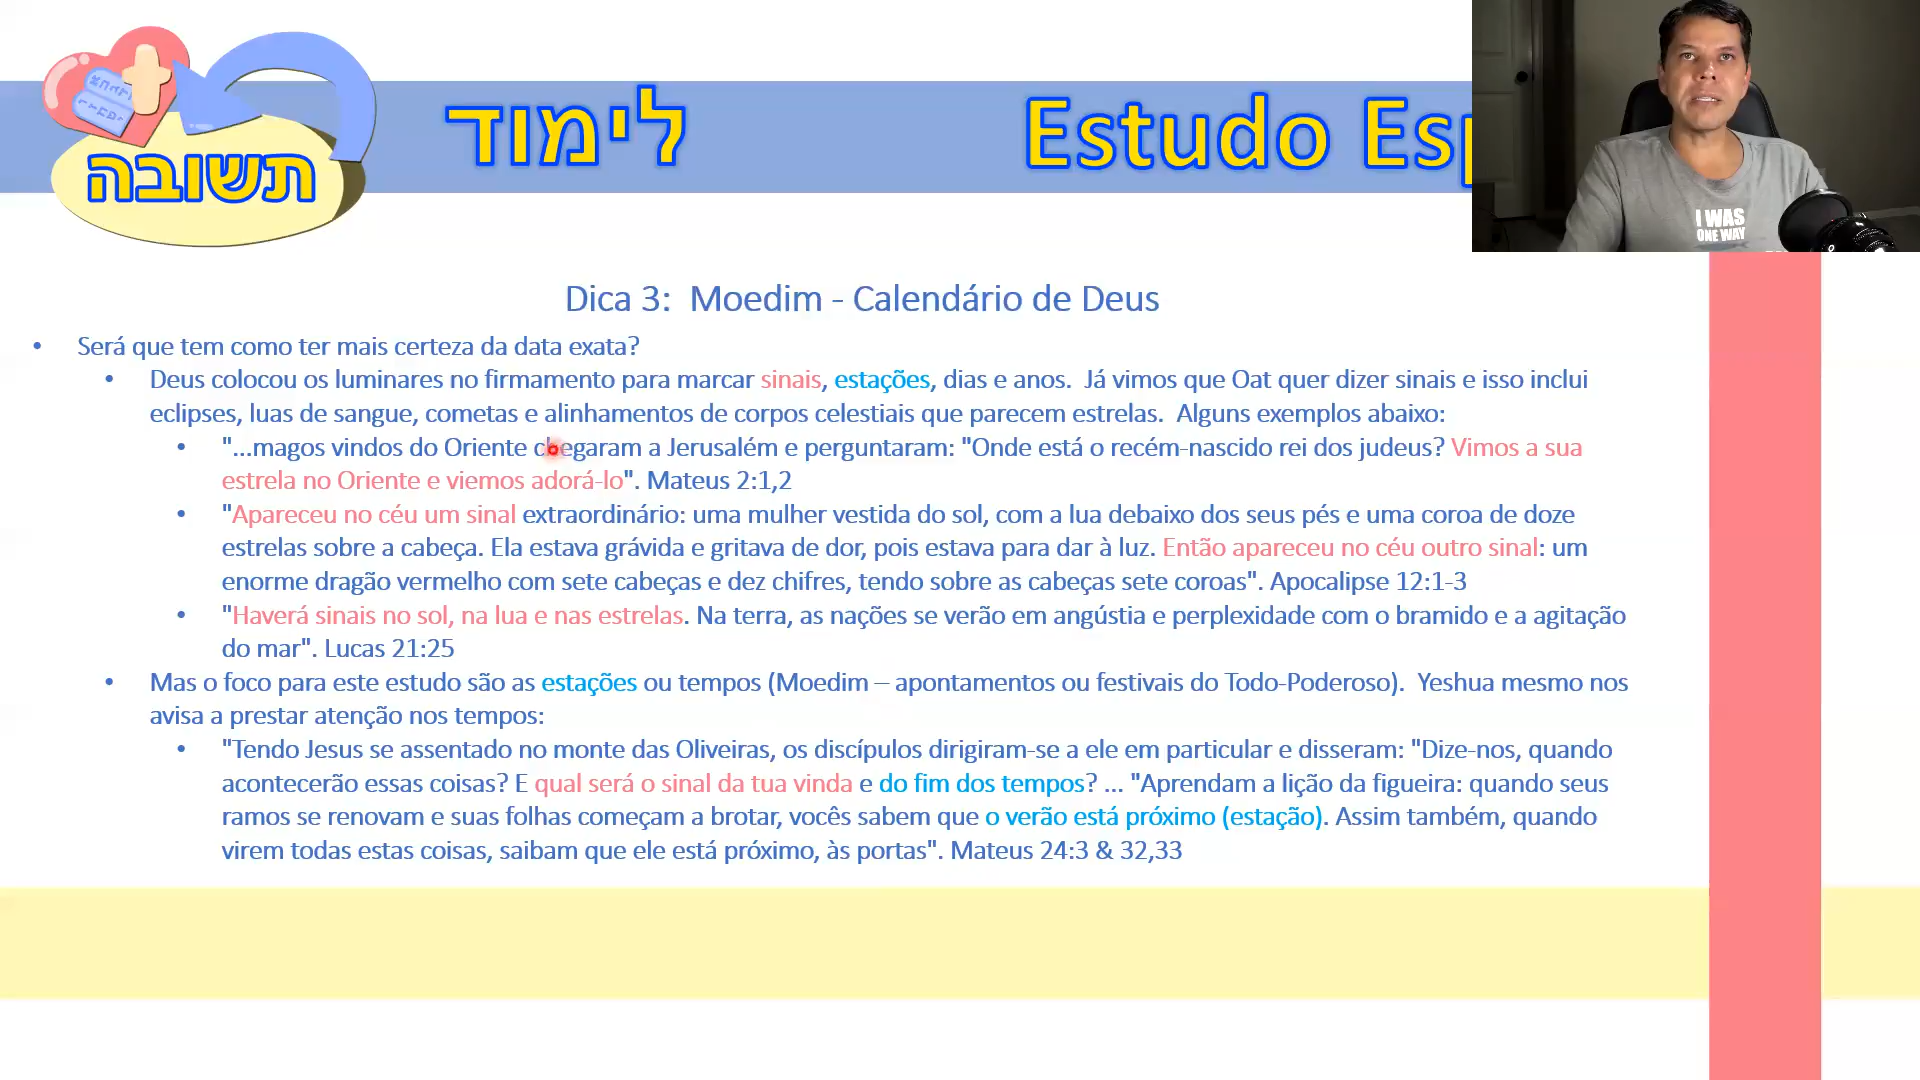 תשובה
לימוד
Estudo Esp
I WAS
ONE WAY
Dica 3:  Moedim - Calendário de Deus
• Será que tem como ter mais certeza da data exata?
• Deus colocou os luminares no firmamento para marcar sinais, estações, dias e anos.  Já vimos que Oat quer dizer sinais e isso inclui
eclipses, luas de sangue, cometas e alinhamentos de corpos celestiais que parecem estrelas.  Alguns exemplos abaixo:
• "...magos vindos do Oriente chegaram a Jerusalém e perguntaram: "Onde está o recém-nascido rei dos judeus? Vimos a sua
estrela no Oriente e viemos adorá-lo". Mateus 2:1,2
• "Apareceu no céu um sinal extraordinário: uma mulher vestida do sol, com a lua debaixo dos seus pés e uma coroa de doze
estrelas sobre a cabeça. Ela estava grávida e gritava de dor, pois estava para dar à luz. Então apareceu no céu outro sinal: um
enorme dragão vermelho com sete cabeças e dez chifres, tendo sobre as cabeças sete coroas". Apocalipse 12:1-3
• "Haverá sinais no sol, na lua e nas estrelas. Na terra, as nações se verão em angústia e perplexidade com o bramido e a agitação
do mar". Lucas 21:25
• Mas o foco para este estudo são as estações ou tempos (Moedim – apontamentos ou festivais do Todo-Poderoso).  Yeshua mesmo nos
avisa a prestar atenção nos tempos:
• "Tendo Jesus se assentado no monte das Oliveiras, os discípulos dirigiram-se a ele em particular e disseram: "Dize-nos, quando
acontecerão essas coisas? E qual será o sinal da tua vinda e do fim dos tempos? ... "Aprendam a lição da figueira: quando seus
ramos se renovam e suas folhas começam a brotar, vocês sabem que o verão está próximo (estação). Assim também, quando
virem todas estas coisas, saibam que ele está próximo, às portas". Mateus 24:3 & 32,33